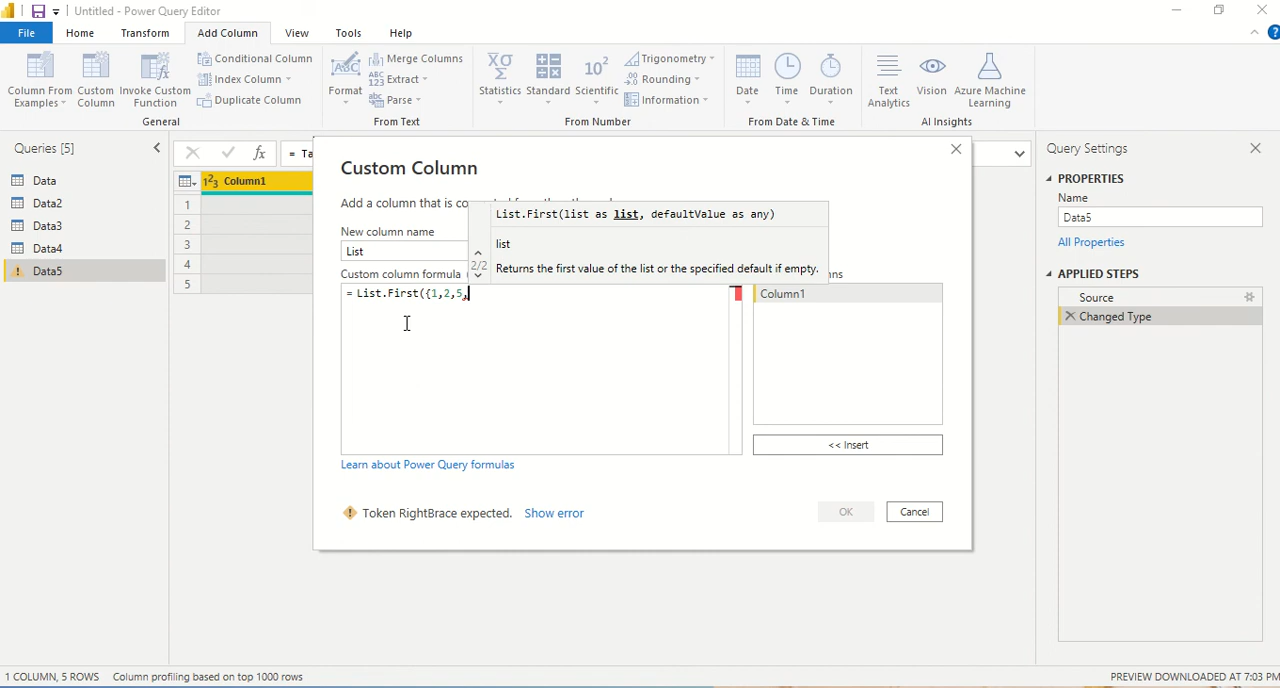 Untitled - Power Query Editor
File Home Transform Add Column View Tools Help
Column From Examples
Custom Column
Invoke Custom Function
Conditional Column
Index Column
Duplicate Column
General
Format
Merge Columns
Extract
Parse
From Text
Statistics
Standard
Scientific
Trigonometry
Rounding
Information
From Number
Date
Time
Duration
From Date & Time
Text Analytics
Vision
Azure Machine Learning
AI Insights
Queries [5]
Data
Data2
Data3
Data4
Data5
fx = Ta
Column1
1
2
3
4
5
Custom Column
New column name
List
Custom column formula
List.First(list as list, defaultValue as any)
list
2/2
Returns the first value of the list or the specified default if empty.
= List.First({1,2,5,
Column1
<< Insert
Learn about Power Query formulas
Token RightBrace expected. Show error
OK
Cancel
Query Settings
PROPERTIES
Name
Data5
All Properties
APPLIED STEPS
Source
Changed Type
1 COLUMN, 5 ROWS Column profiling based on top 1000 rows
PREVIEW DOWNLOADED AT 7:03 PM